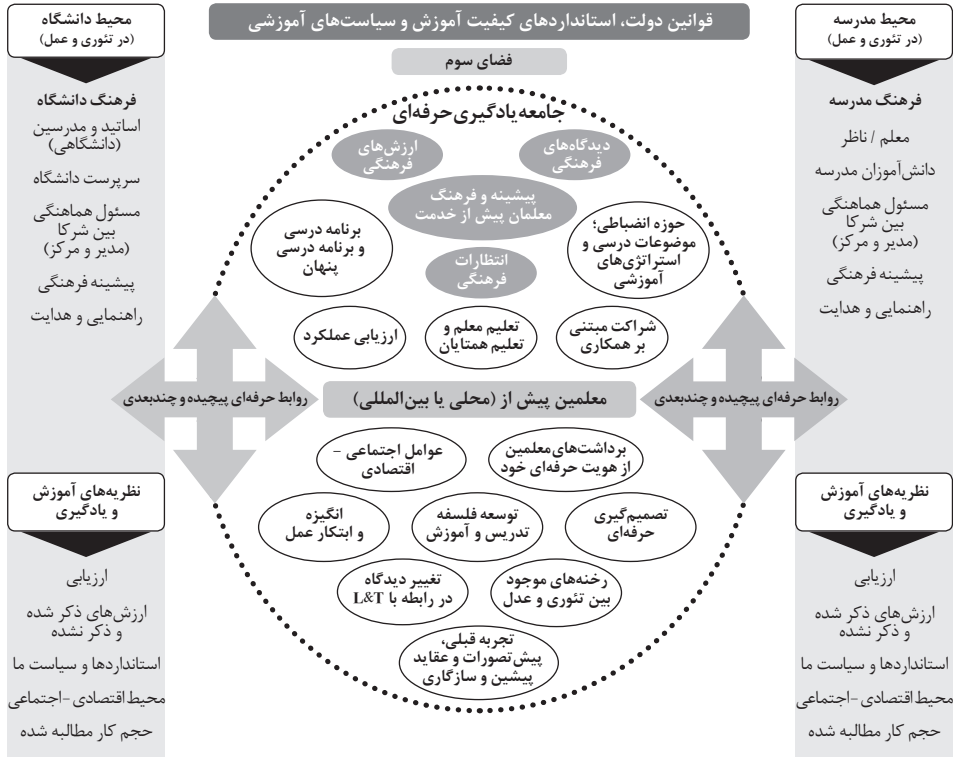 قوانین دولت، استانداردهای کیفیت آموزش و سیاست‌های آموزشی
فضای سوم
محیط مدرسه
(در تئوری و عمل)
فرهنگ مدرسه
معلم / ناظر
دانش‌آموزان مدرسه
مسئول هماهنگی
بین شرکا
(مدیر و مرکز)
پیشینه فرهنگی
راهنمایی و هدایت
نظریه‌های آموزش
و یادگیری
ارزیابی
ارزش‌های ذکر شده
و ذکر نشده
استانداردها و سیاست ما
محیط اقتصادی -اجتماعی
حجم کار مطالبه شده
جامعه یادگیری حرفه‌ای
دیدگاه‌های
فرهنگی
ارزش‌های
فرهنگی
پیشینه و فرهنگ
معلمان پیش از خدمت
حوزه انضباطی؛
موضوعات درسی و
استراتژی‌های
آموزشی
انتظارات
فرهنگی
برنامه درسی
و برنامه درسی
پنهان
شراکت مبتنی
بر همکاری
تعلیم معلم و
تعلیم همتایان
ارزیابی عملکرد
روابط حرفه‌ای پیچیده و چندبعدی
معلمین پیش از (محلی یا بین‌المللی)
روابط حرفه‌ای پیچیده و چندبعدی
برداشت‌های معلمین
از هویت حرفه‌ای خود
عوامل اجتماعی –
اقتصادی
تصمیم‌گیری
حرفه‌ای
توسعه فلسفه
تدریس و آموزش
انگیزه
و ابتکار عمل
رخنه‌های موجود
بین تئوری و عدل
تغییر دیدگاه
در رابطه با L&T
تجربه قبلی،
پیش‌تصورات و عقاید
پیشین و سازگاری
محیط دانشگاه
(در تئوری و عمل)
فرهنگ دانشگاه
اساتید و مدرسین
(دانشگاهی)
سرپرست دانشگاه
مسئول هماهنگی
بین شرکا
(مدیر و مرکز)
پیشینه فرهنگی
راهنمایی و هدایت
نظریه‌های آموزش
و یادگیری
ارزیابی
ارزش‌های ذکر شده
و ذکر نشده
استانداردها و سیاست ما
محیط اقتصادی -اجتماعی
حجم کار مطالبه شده